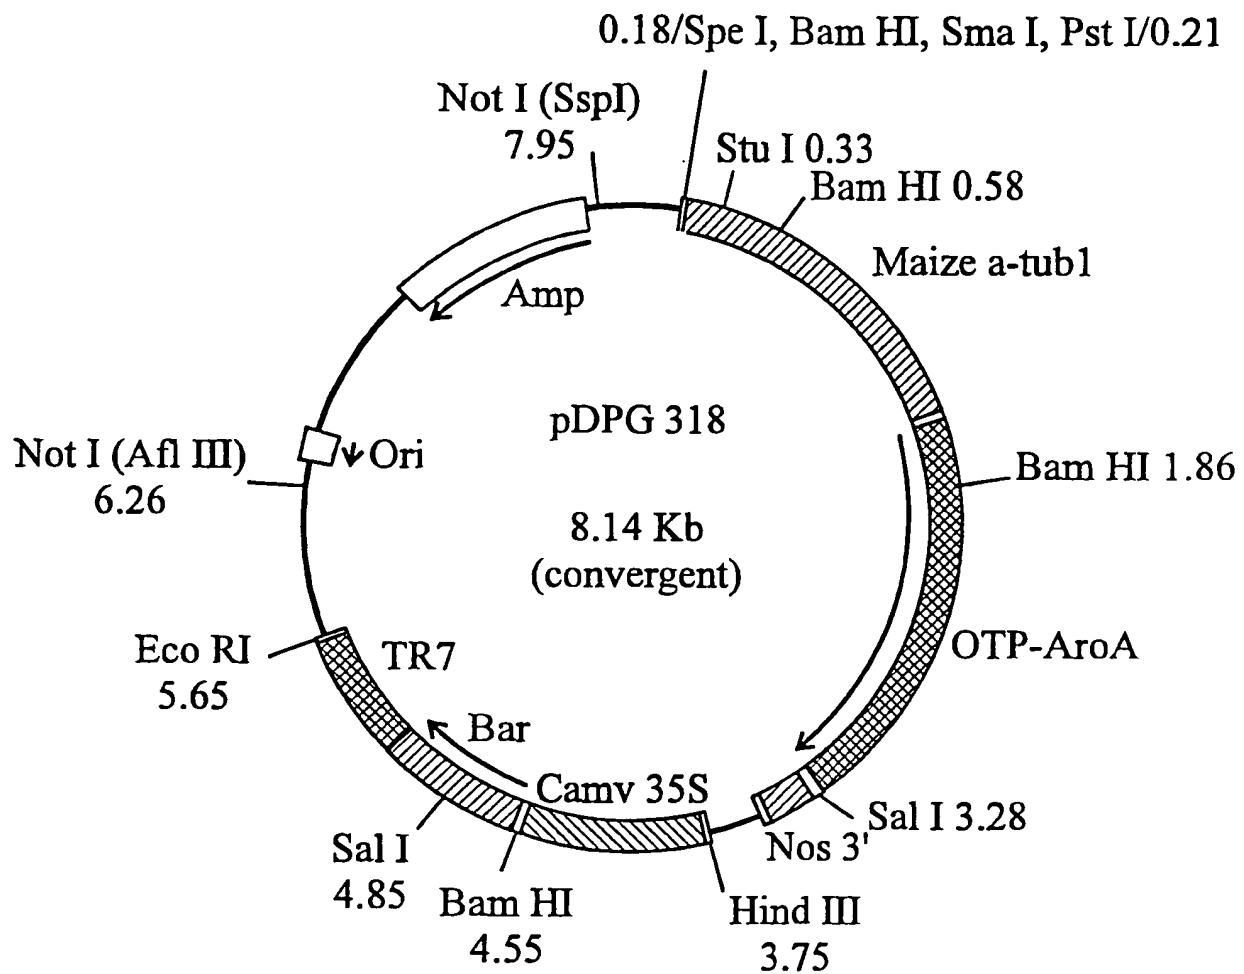 0.18/Spe I, Bam HI, Sma I, Pst I/0.21
Not I (SspI)
7.95
Stu I 0.33
Bam HI 0.58
Maize a-tub1
Amp
pDPG 318
Not I (Afl III)
6.26
Ori
Bam HI 1.86
8.14 Kb
(convergent)
Eco RI
5.65
TR7
OTP-AroA
Bar
Camv 35S
Sal I 3.28
Nos 3'
Sal I
4.85
Bam HI
4.55
Hind III
3.75